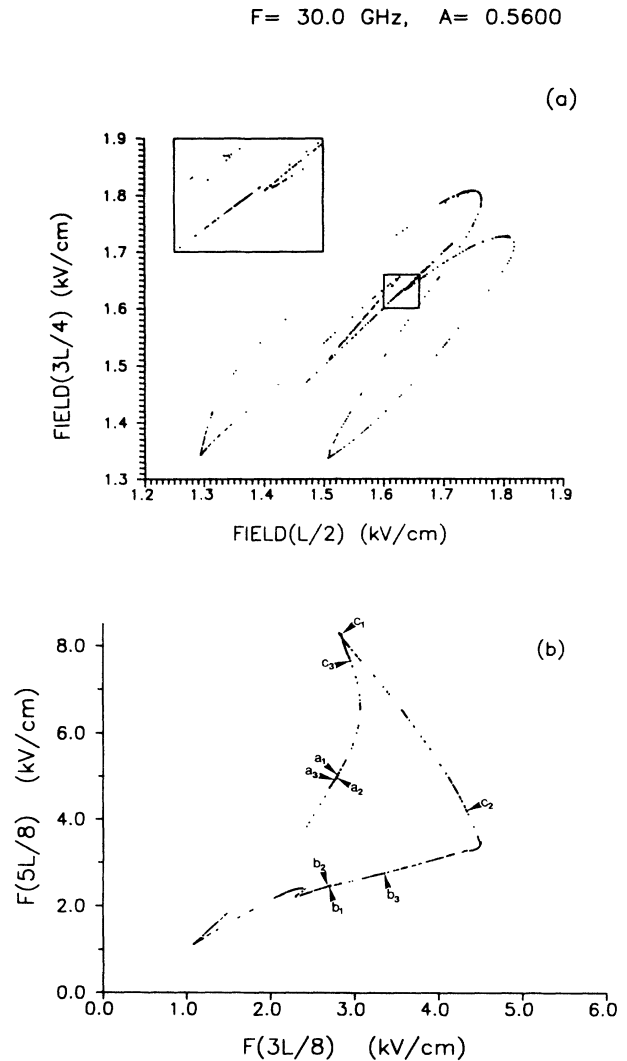 F= 30.0 GHz, A= 0.5600
(a)
FIELD(3L/4) (kV/cm)
1.9
1.8
1.7
1.6
1.5
1.4
1.3
1.2 1.3 1.4 1.5 1.6 1.7 1.8 1.9
FIELD(L/2) (kV/cm)
(b)
F(5L/8) (kV/cm)
8.0
6.0
4.0
2.0
0.0
c1
c3
a1
a3
a2
c2
b2
b1
b3
0.0 1.0 2.0 3.0 4.0 5.0 6.0
F(3L/8) (kV/cm)